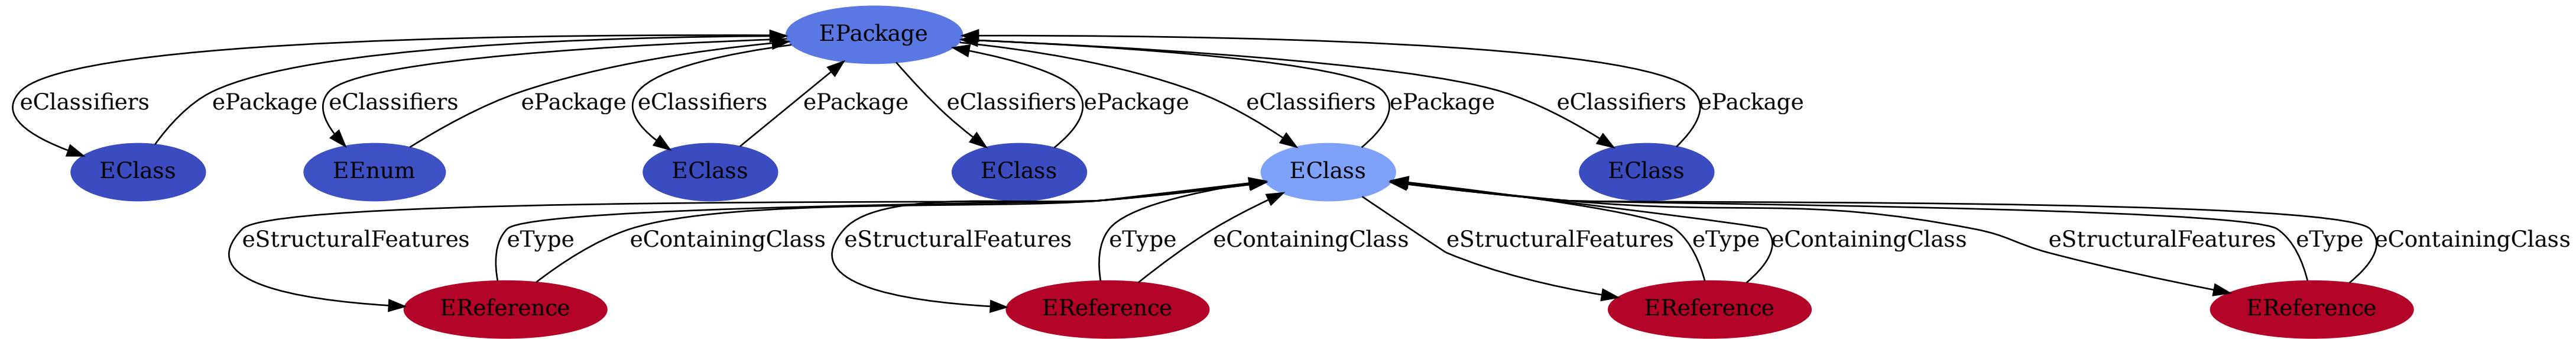 EPackage
eClassifiers
ePackage
eClassifiers
ePackage
eClassifiers
ePackage
eClassifiers
ePackage
eClassifiers
ePackage
eClassifiers
ePackage
EClass
EEnum
EClass
EClass
EClass
EClass
eStructuralFeatures
eType
eContainingClass
eStructuralFeatures
eType
eContainingClass
eStructuralFeatures
eType
eContainingClass
eStructuralFeatures
eType
eContainingClass
EReference
EReference
EReference
EReference